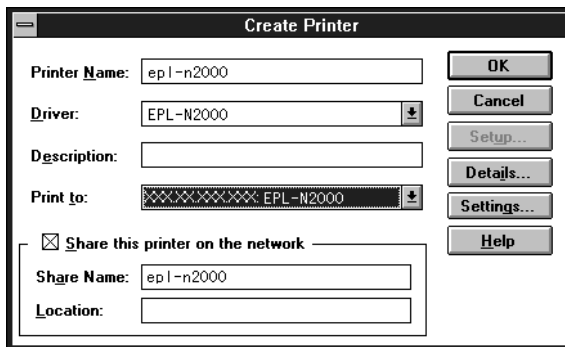 Create Printer
Printer Name: epl-n2000
Driver: EPL-N2000
Description:
Print to: XXX.XX.XXX.XXX: EPL-N2000
Share this printer on the network
Share Name: epl-n2000
Location:
OK
Cancel
Setup...
Details...
Settings...
Help